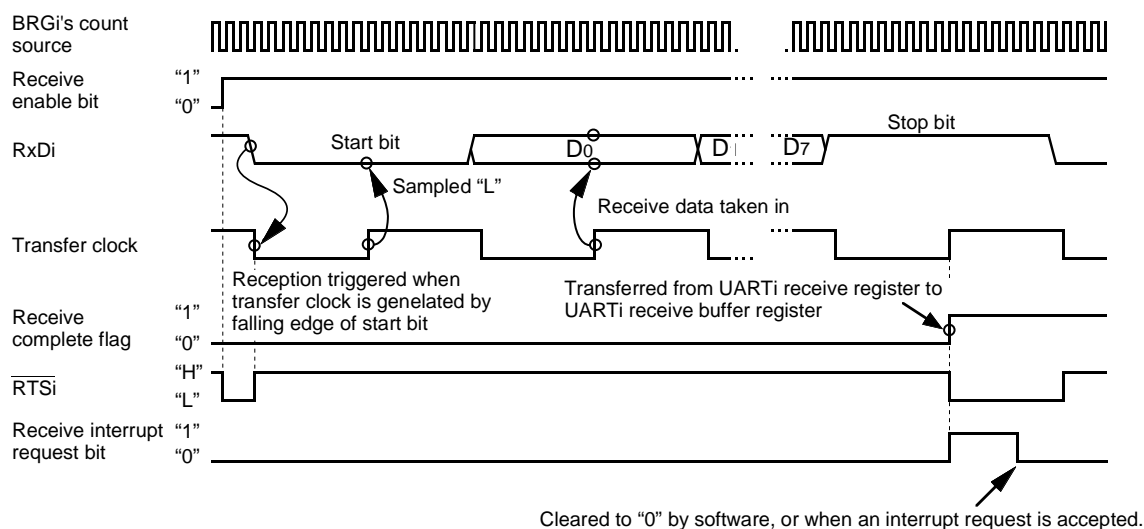 BRGi's count
source
Receive
enable bit
“1”
“0”
RxDi
Start bit
D0
D
D7
Stop bit
Sampled “L”
Receive data taken in
Transfer clock
Reception triggered when
transfer clock is genelated by
falling edge of start bit
Transferred from UARTi receive register to
UARTi receive buffer register
Receive
complete flag
“1”
“0”
RTSi
“H”
“L”
Receive interrupt
request bit
“1”
“0”
Cleared to “0” by software, or when an interrupt request is accepted.